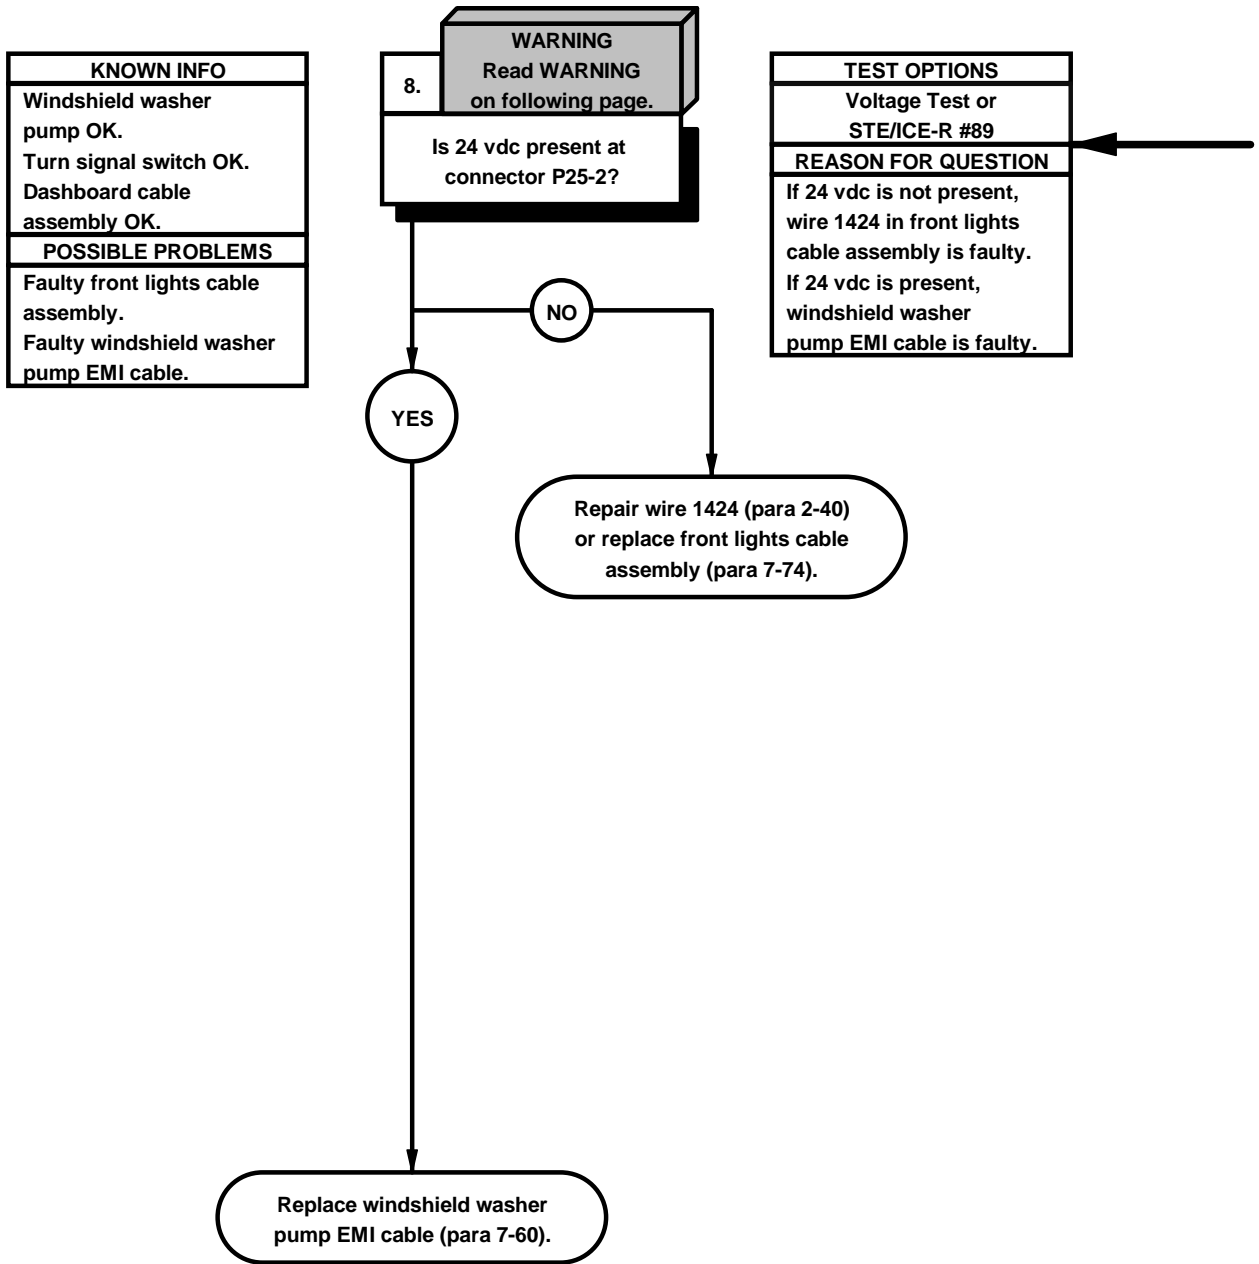 KNOWN INFO
Windshield washer
pump OK.
Turn signal switch OK.
Dashboard cable
assembly OK.
POSSIBLE PROBLEMS
Faulty front lights cable
assembly.
Faulty windshield washer
pump EMI cable.
WARNING
Read WARNING
on following page.
8.
Is 24 vdc present at
connector P25-2?
TEST OPTIONS
Voltage Test or
STE/ICE-R #89
REASON FOR QUESTION
If 24 vdc is not present,
wire 1424 in front lights
cable assembly is faulty.
If 24 vdc is present,
windshield washer
pump EMI cable is faulty.
NO
YES
Repair wire 1424 (para 2-40)
or replace front lights cable
assembly (para 7-74).
Replace windshield washer
pump EMI cable (para 7-60).